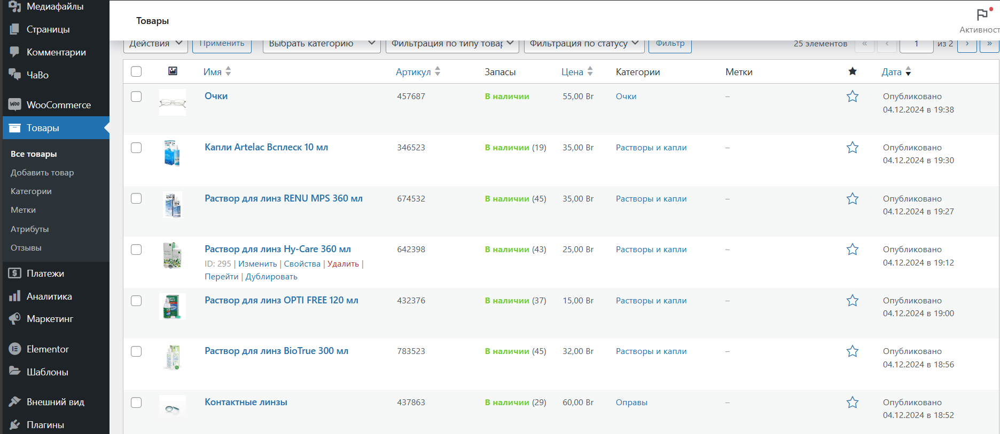 Медиафайлы
Страницы
Комментарии
ЧаВо
WooCommerce
Товары
Все товары
Добавить товар
Категории
Метки
Атрибуты
Отзывы
Платежи
Аналитика
Маркетинг
Elementor
Шаблоны
Внешний вид
Плагины
Товары
Активност
Действия Применить Выбрать категорию Фильтрация по типу товар Фильтрация по статусу Фильтр 25 элементов « ‹ 1 из 2 › »
Имя Артикул Запасы Цена Категории Метки Дата
Очки 457687 В наличии 55,00 Br Очки – Опубликовано
04.12.2024 в 19:38
Капли Artelac Всплеск 10 мл 346523 В наличии (19) 35,00 Br Растворы и капли – Опубликовано
04.12.2024 в 19:30
Раствор для линз RENU MPS 360 мл 674532 В наличии (45) 35,00 Br Растворы и капли – Опубликовано
04.12.2024 в 19:27
Раствор для линз Hy-Care 360 мл 642398 В наличии (43) 25,00 Br Растворы и капли – Опубликовано
ID: 295 | Изменить | Свойства | Удалить | 04.12.2024 в 19:12
Перейти | Дублировать
Раствор для линз OPTI FREE 120 мл 432376 В наличии (37) 15,00 Br Растворы и капли – Опубликовано
04.12.2024 в 19:00
Раствор для линз BioTrue 300 мл 783523 В наличии (45) 32,00 Br Растворы и капли – Опубликовано
04.12.2024 в 18:56
Контактные линзы 437863 В наличии (29) 60,00 Br Оправы – Опубликовано
04.12.2024 в 18:52